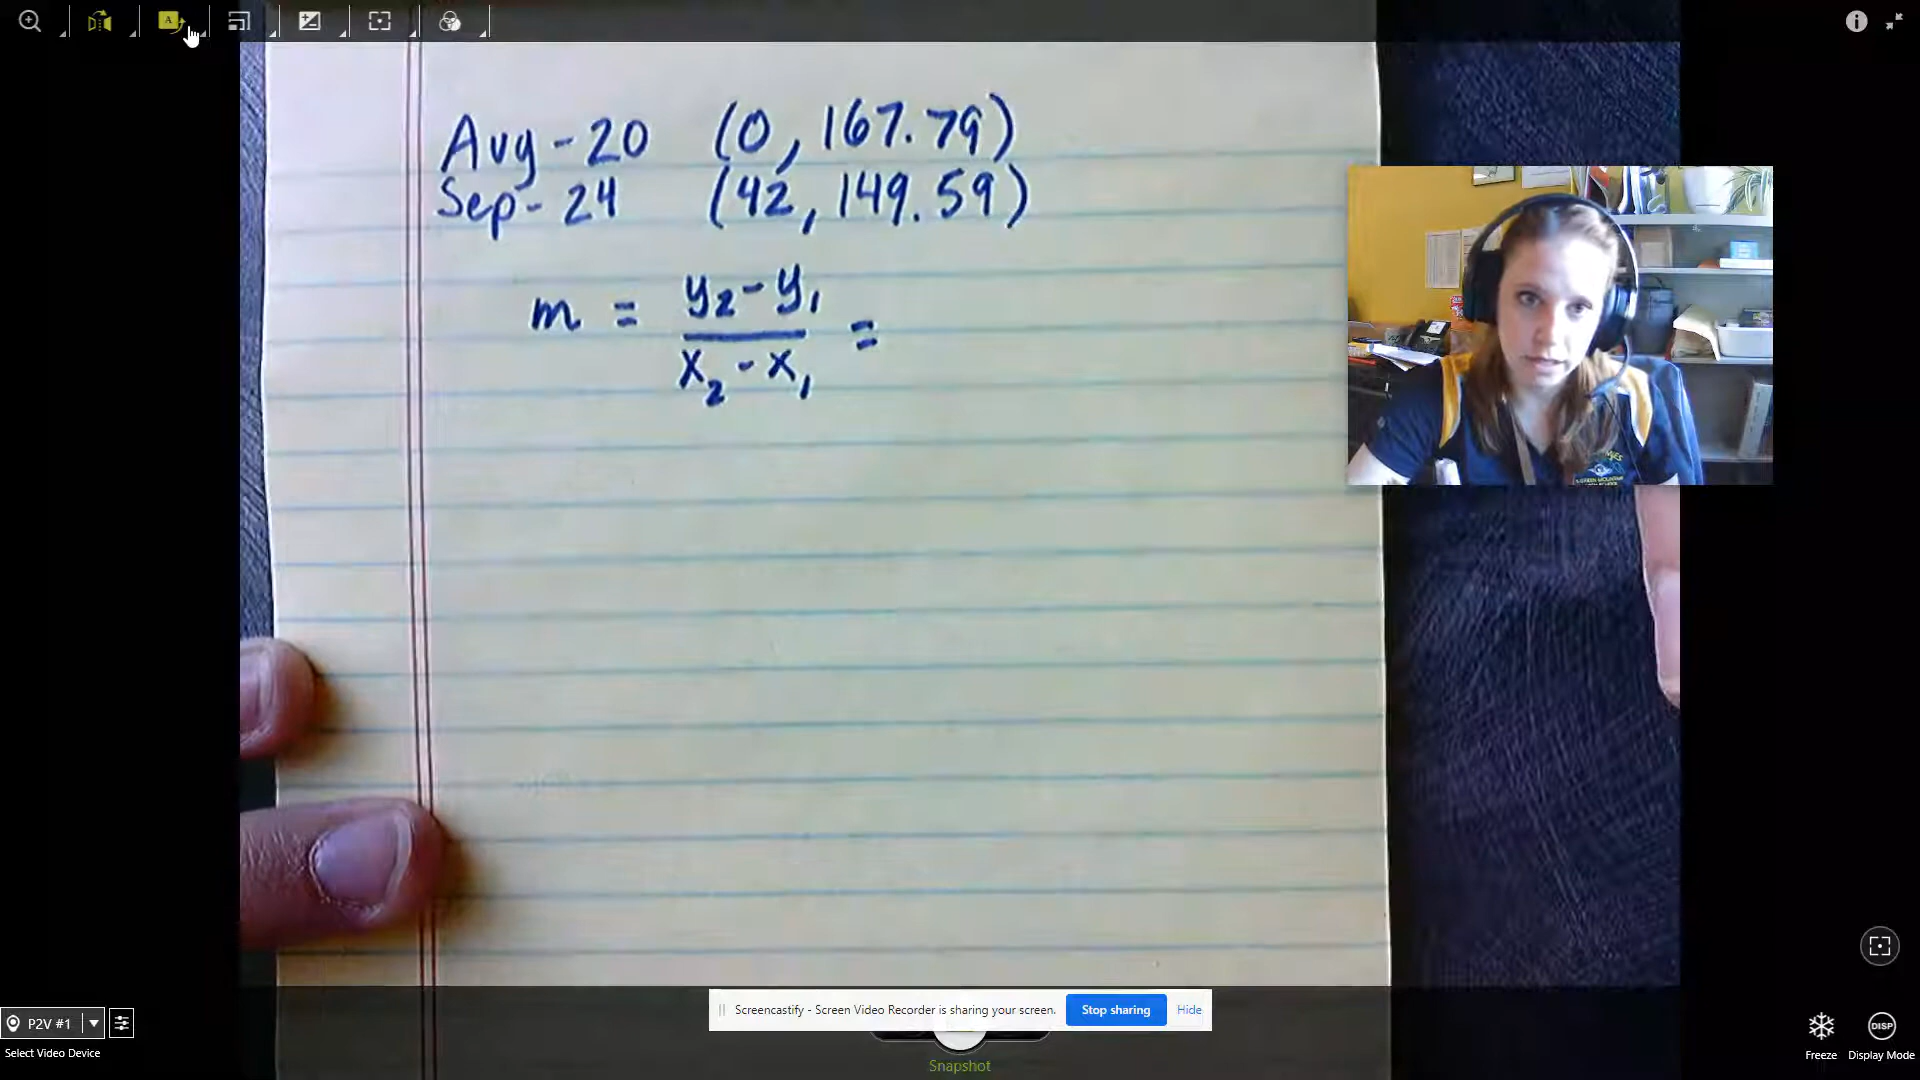 Aug - 20 (0, 167.79)
Sep - 24 (42, 149.59)
m = y₂ - y₁ / x₂ - x₁ =
P2V #1
Select Video Device
Screencastify - Screen Video Recorder is sharing your screen. Stop sharing Hide
Snapshot
Freeze
DISP
Display Mode